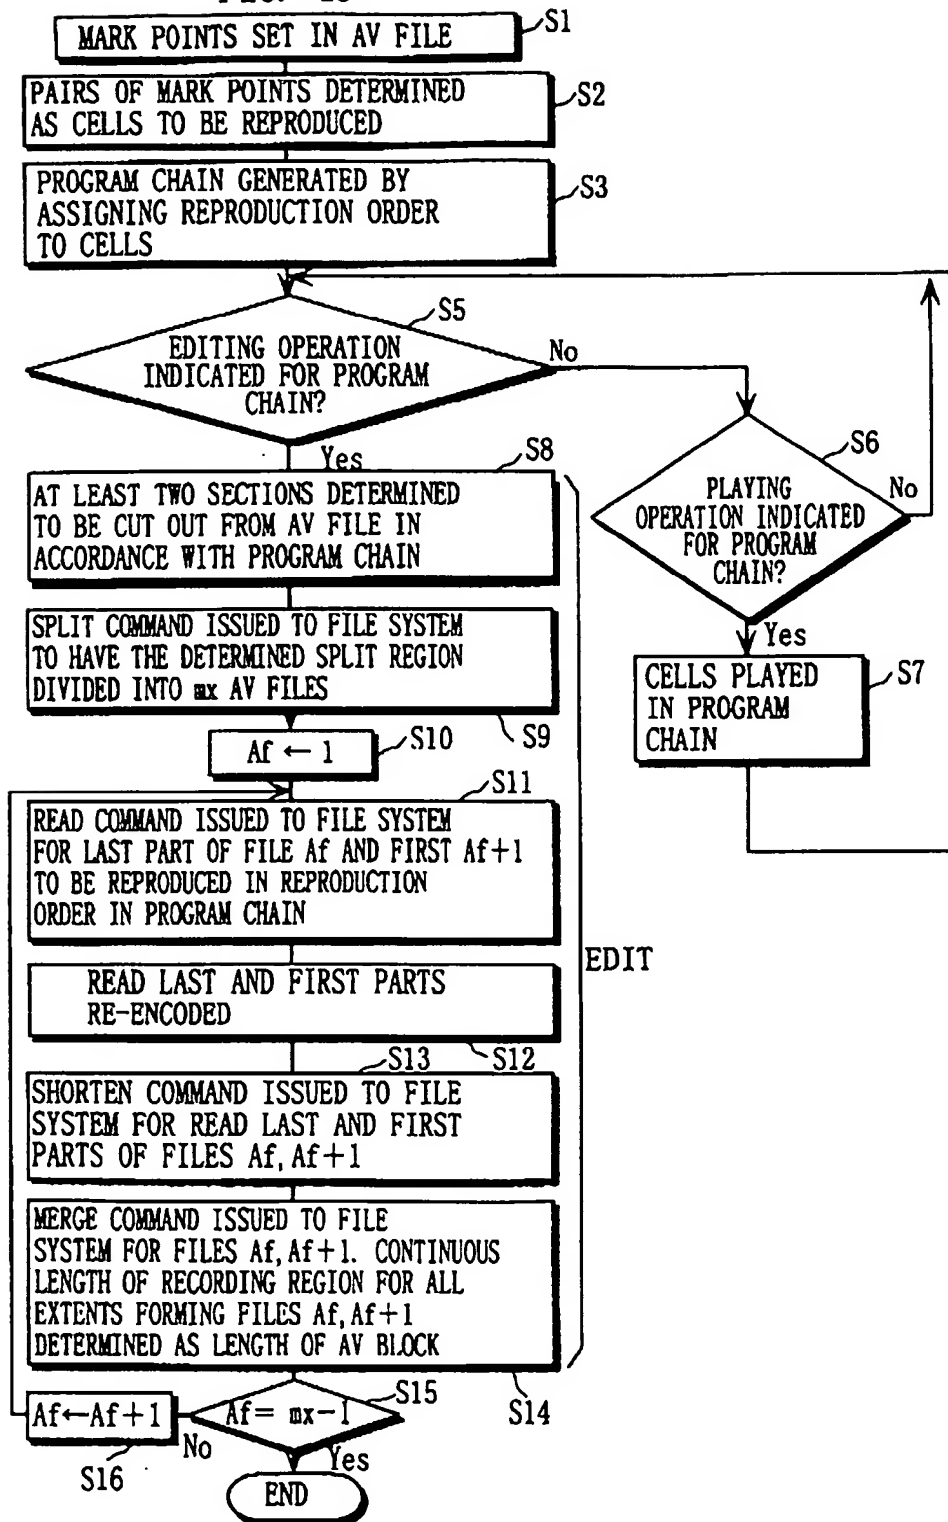 MARK POINTS SET IN AV FILE
S1
PAIRS OF MARK POINTS DETERMINED
AS CELLS TO BE REPRODUCED
S2
PROGRAM CHAIN GENERATED BY
ASSIGNING REPRODUCTION ORDER
TO CELLS
S3
S5
EDITING OPERATION
INDICATED FOR PROGRAM
CHAIN?
No
Yes
S6
PLAYING
OPERATION INDICATED
FOR PROGRAM
CHAIN?
No
Yes
CELLS PLAYED
IN PROGRAM
CHAIN
S7
S8
AT LEAST TWO SECTIONS DETERMINED
TO BE CUT OUT FROM AV FILE IN
ACCORDANCE WITH PROGRAM CHAIN
SPLIT COMMAND ISSUED TO FILE SYSTEM
TO HAVE THE DETERMINED SPLIT REGION
DIVIDED INTO mx AV FILES
S9
Af ← 1
S10
S11
READ COMMAND ISSUED TO FILE SYSTEM
FOR LAST PART OF FILE Af AND FIRST Af+1
TO BE REPRODUCED IN REPRODUCTION
ORDER IN PROGRAM CHAIN
EDIT
READ LAST AND FIRST PARTS
RE-ENCODED
S12
S13
SHORTEN COMMAND ISSUED TO FILE
SYSTEM FOR READ LAST AND FIRST
PARTS OF FILES Af, Af+1
MERGE COMMAND ISSUED TO FILE
SYSTEM FOR FILES Af, Af+1. CONTINUOUS
LENGTH OF RECORDING REGION FOR ALL
EXTENTS FORMING FILES Af, Af+1
DETERMINED AS LENGTH OF AV BLOCK
S14
S15
Af= mx-1
Af←Af+1
No
S16
Yes
END